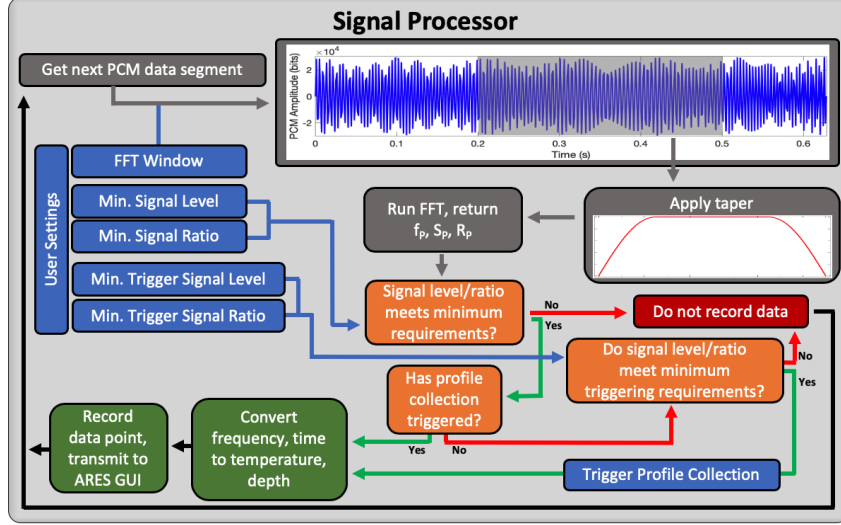 Signal Processor
Get next PCM data segment
×10⁴
2
0
-2
PCM Amplitude (bits)
0
0.1
0.2
0.3
0.4
0.5
0.6
Time (s)
User Settings
FFT Window
Min. Signal Level
Min. Signal Ratio
Min. Trigger Signal Level
Min. Trigger Signal Ratio
Run FFT, return
fₚ, Sₚ, Rₚ
Apply taper
Signal level/ratio
meets minimum
requirements?
No
Yes
Do not record data
Do signal level/ratio
meet minimum
triggering requirements?
No
Yes
Has profile
collection
triggered?
Yes
No
Record
data point,
transmit to
ARES GUI
Convert
frequency, time
to temperature,
depth
Trigger Profile Collection